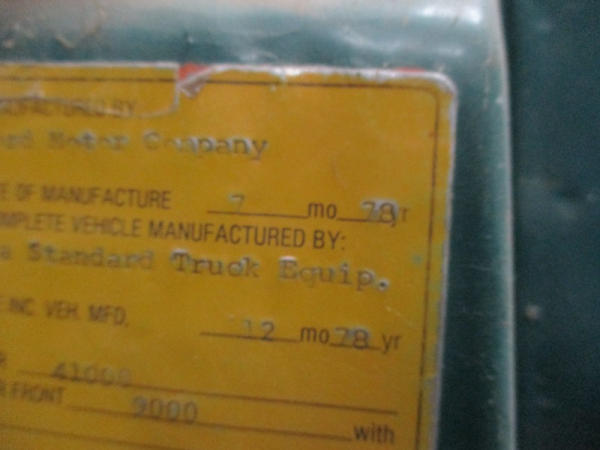 Motor Company
OF MANUFACTURE 7 mo 78 yr
VEHICLE MANUFACTURED BY:
Standard Truck Equip.
INC. VEH. MFD. 12 mo 78 yr
41000
FRONT 9000
with